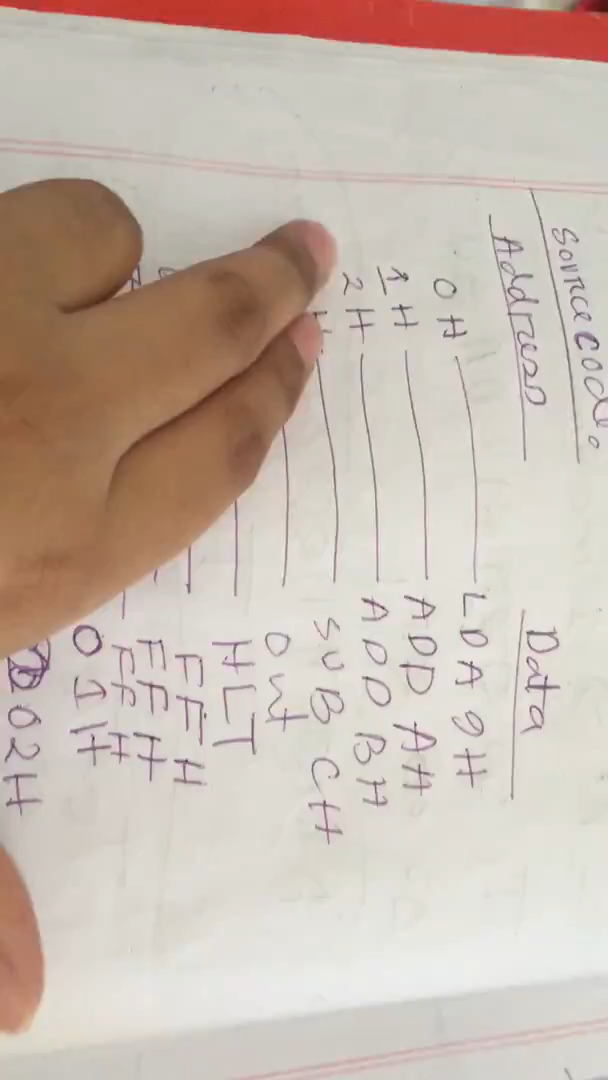 Source code:
Address Data
0H LDA 9H
1H ADD AH
2H ADD BH
H SUB CH
Out
HLT
FFH
FFH
FFH
01H
02H